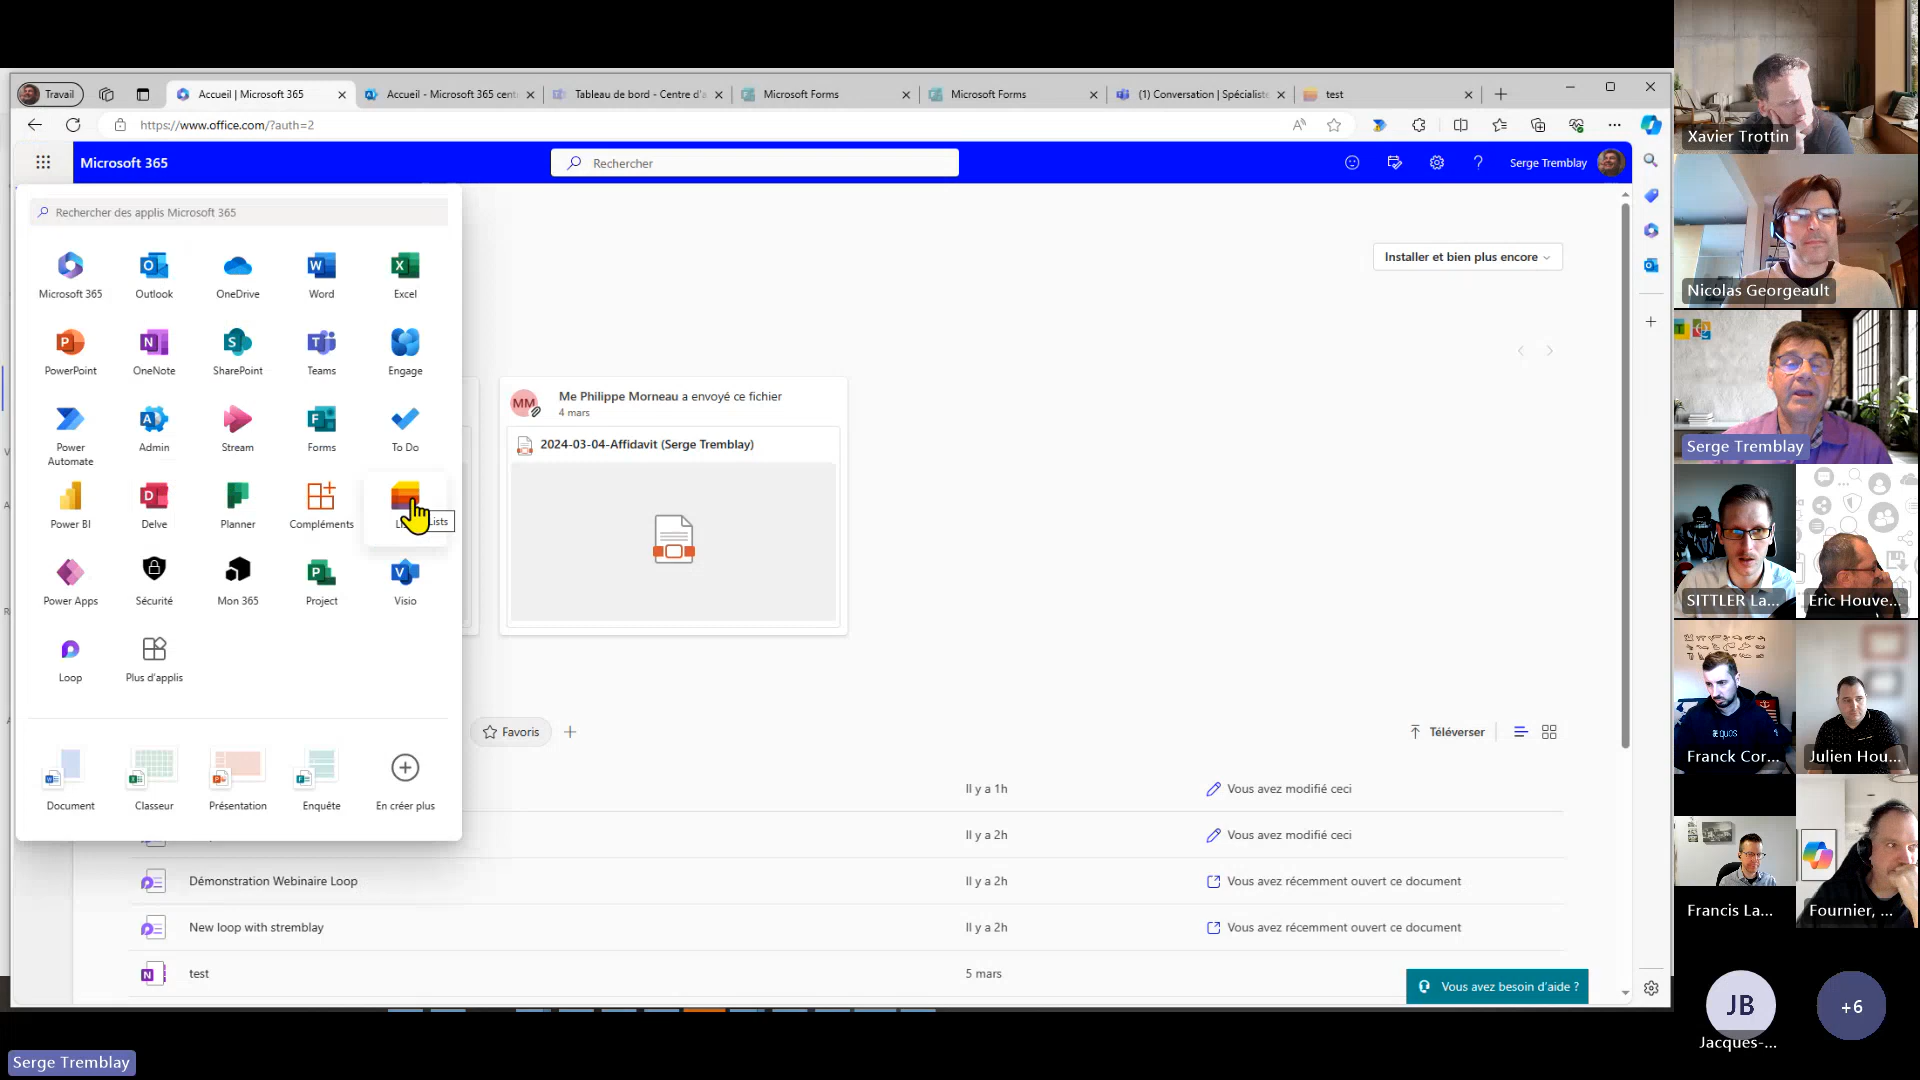 Travail
Accueil | Microsoft 365
Accueil - Microsoft 365 cent
Tableau de bord - Centre d'a
Microsoft Forms
Microsoft Forms
(1) Conversation | Spécialiste
test
https://www.office.com/?auth=2
Microsoft 365
Rechercher
Serge Tremblay
Rechercher des applis Microsoft 365
Installer et bien plus encore
Microsoft 365
Outlook
OneDrive
Word
Excel
PowerPoint
OneNote
SharePoint
Teams
Engage
Power Automate
Admin
Stream
Forms
To Do
Power BI
Delve
Planner
Compléments
Lists
Power Apps
Sécurité
Mon 365
Project
Visio
Loop
Plus d'applis
Document
Classeur
Présentation
Enquête
En créer plus
MM
Me Philippe Morneau a envoyé ce fichier
4 mars
2024-03-04-Affidavit (Serge Tremblay)
Favoris
Téléverser
Il y a 1h
Vous avez modifié ceci
Il y a 2h
Vous avez modifié ceci
Démonstration Webinaire Loop
Il y a 2h
Vous avez récemment ouvert ce document
New loop with stremblay
Il y a 2h
Vous avez récemment ouvert ce document
test
5 mars
Vous avez besoin d'aide ?
Xavier Trottin
Nicolas Georgeault
Serge Tremblay
SITTLER La...
Eric Houve...
Franck Cor...
Julien Hou...
Francis La...
Fournier, ...
JB
Jacques-...
+6
Serge Tremblay